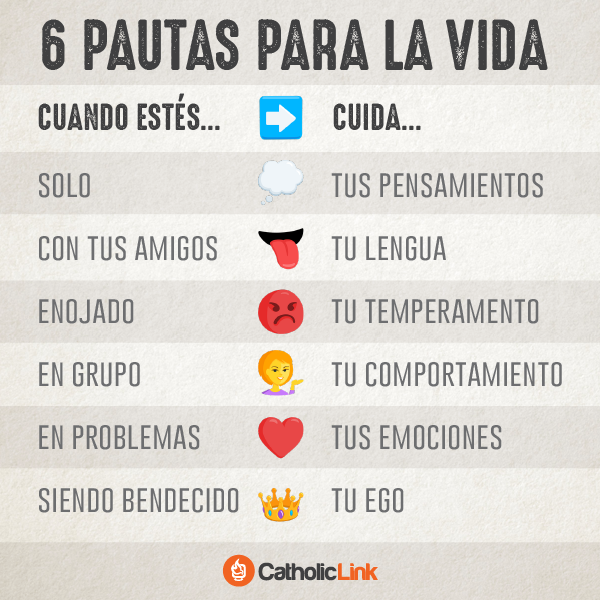 6 PAUTAS PARA LA VIDA
CUANDO ESTÉS... CUIDA...
SOLO TUS PENSAMIENTOS
CON TUS AMIGOS TU LENGUA
ENOJADO TU TEMPERAMENTO
EN GRUPO TU COMPORTAMIENTO
EN PROBLEMAS TUS EMOCIONES
SIENDO BENDECIDO TU EGO
CatholicLink